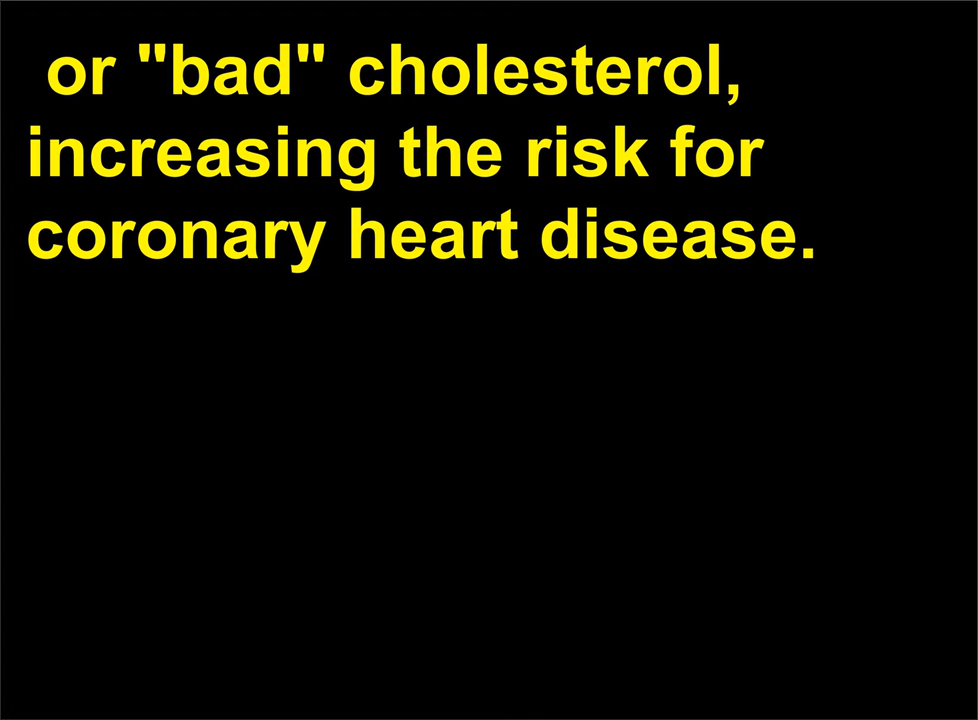 or "bad" cholesterol,
increasing the risk for
coronary heart disease.